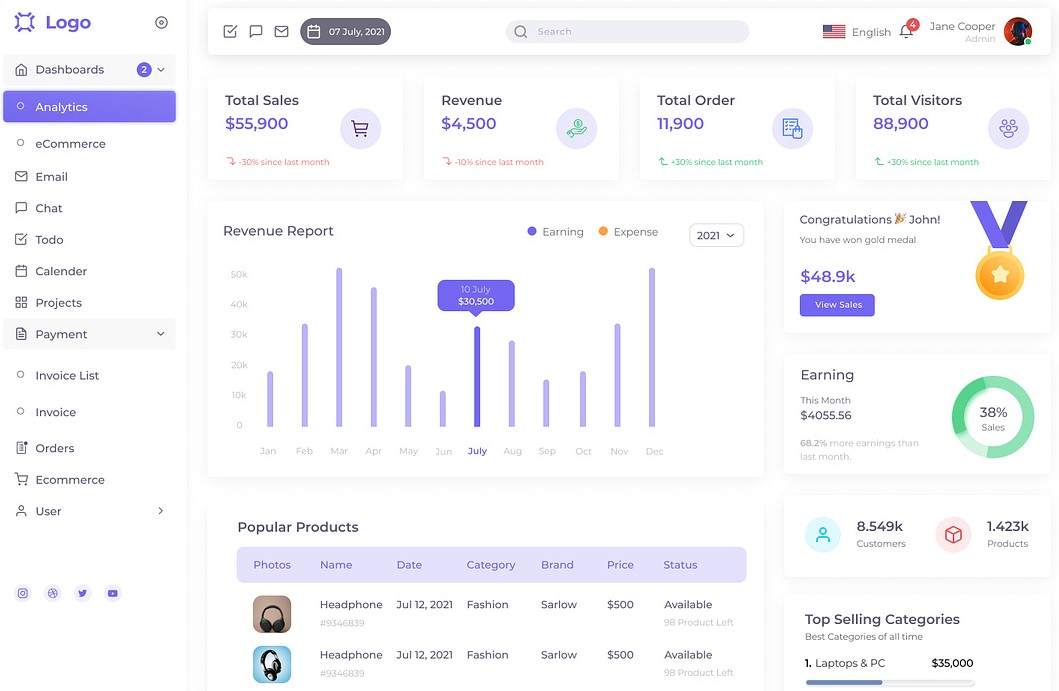 Logo
Dashboards 2
Analytics
eCommerce
Email
Chat
Todo
Calender
Projects
Payment
Invoice List
Invoice
Orders
Ecommerce
User
07 July, 2021
Search
English
4
Jane Cooper
Admin
Total Sales
$55,900
-30% since last month
Revenue
$4,500
-10% since last month
Total Order
11,900
+30% since last month
Total Visitors
88,900
+30% since last month
Revenue Report
Earning
Expense
2021
50k
40k
30k
20k
10k
0
10 July
$30,500
Jan Feb Mar Apr May Jun July Aug Sep Oct Nov Dec
Congratulations 🎉 John!
You have won gold medal
$48.9k
View Sales
Earning
This Month
$4055.56
68.2% more earnings than
last month.
38%
Sales
8.549k
Customers
1.423k
Products
Popular Products
Photos Name Date Category Brand Price Status
Headphone Jul 12, 2021 Fashion Sarlow $500 Available
#9346839 98 Product Left
Headphone Jul 12, 2021 Fashion Sarlow $500 Available
#9346839 98 Product Left
Top Selling Categories
Best Categories of all time
1. Laptops & PC $35,000